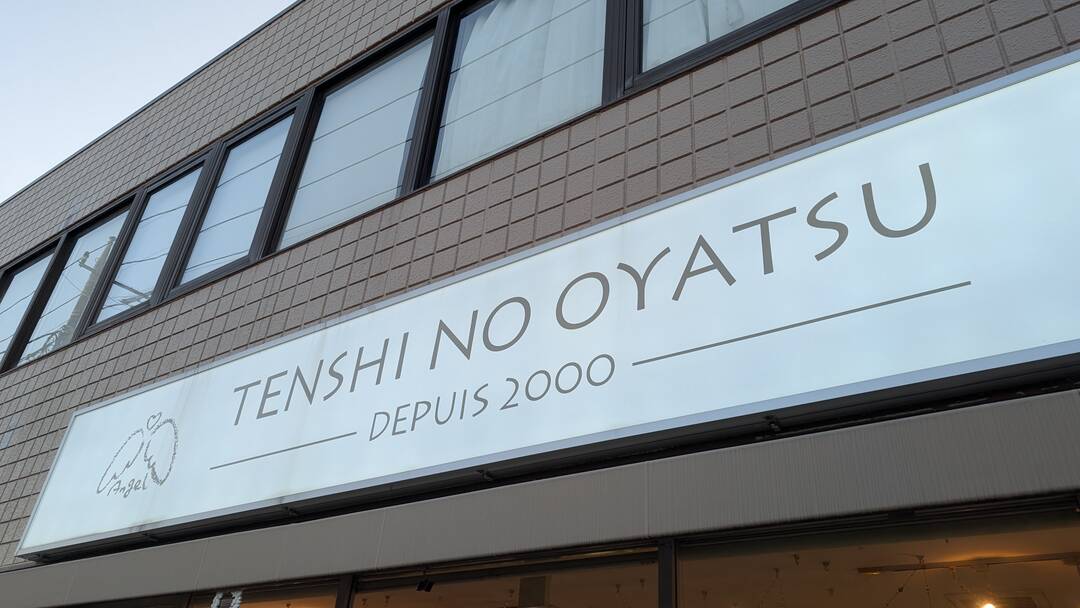 TENSHI NO OYATSU
DEPUIS 2000
Angel